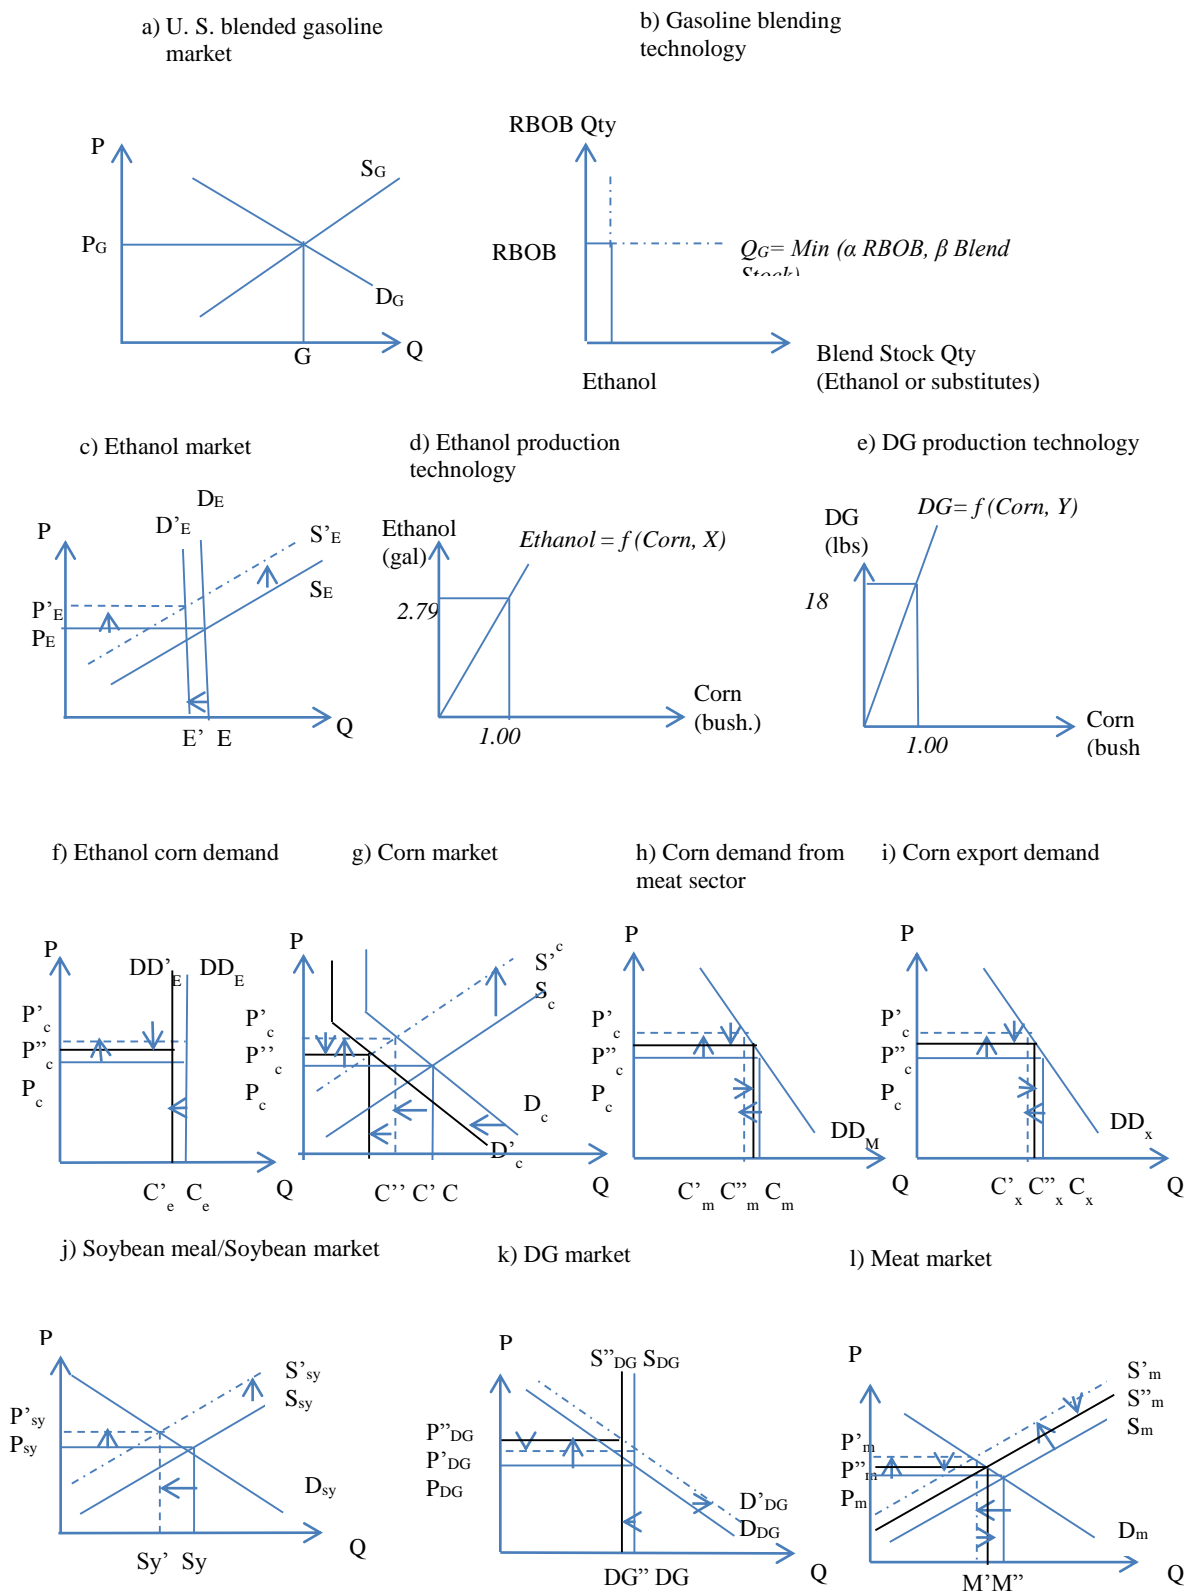 a) U. S. blended gasoline
market
b) Gasoline blending
technology
P
SG
PG
DG
G
Q
RBOB Qty
RBOB
QG= Min (α RBOB, β Blend
Stock)
Ethanol
Blend Stock Qty
(Ethanol or substitutes)
c) Ethanol market
d) Ethanol production
technology
e) DG production technology
P
DE
D'E
S'E
SE
P'E
PE
E' E
Q
Ethanol
(gal)
Ethanol = f (Corn, X)
2.79
1.00
Corn
(bush.)
DG
(lbs)
DG= f (Corn, Y)
18
1.00
Corn
(bush
f) Ethanol corn demand
g) Corn market
h) Corn demand from
meat sector
i) Corn export demand
P
DD'E DDE
P'c
P''c
Pc
C'e Ce
Q
P
S'c
Sc
P'c
P''c
Pc
Dc
D'c
C'' C' C
Q
P
P'c
P''c
Pc
DDM
C'm C''m Cm
Q
P
P'c
P''c
Pc
DDx
C'x C''x Cx
Q
j) Soybean meal/Soybean market
k) DG market
l) Meat market
P
S'sy
Ssy
P'sy
Psy
Dsy
Sy' Sy
Q
P
S''DG SDG
P''DG
P'DG
PDG
D'DG
DDG
DG'' DG
Q
P
S'm
S''m
Sm
P'm
P''m
Pm
Dm
M'M''
Q